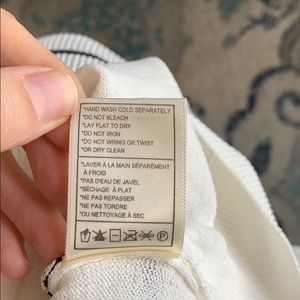 *HAND WASH COLD SEPARATELY
*DO NOT BLEACH
*LAY FLAT TO DRY
*DO NOT IRON
*DO NOT WRING OR TWIST
*OR DRY CLEAN
*LAVER À LA MAIN SÉPARÉMENT
À FROID
*PAS D'EAU DE JAVEL
*SÉCHAGE À PLAT
*NE PAS REPASSER
*NE PAS TORDRE
*OU NETTOYAGE À SEC